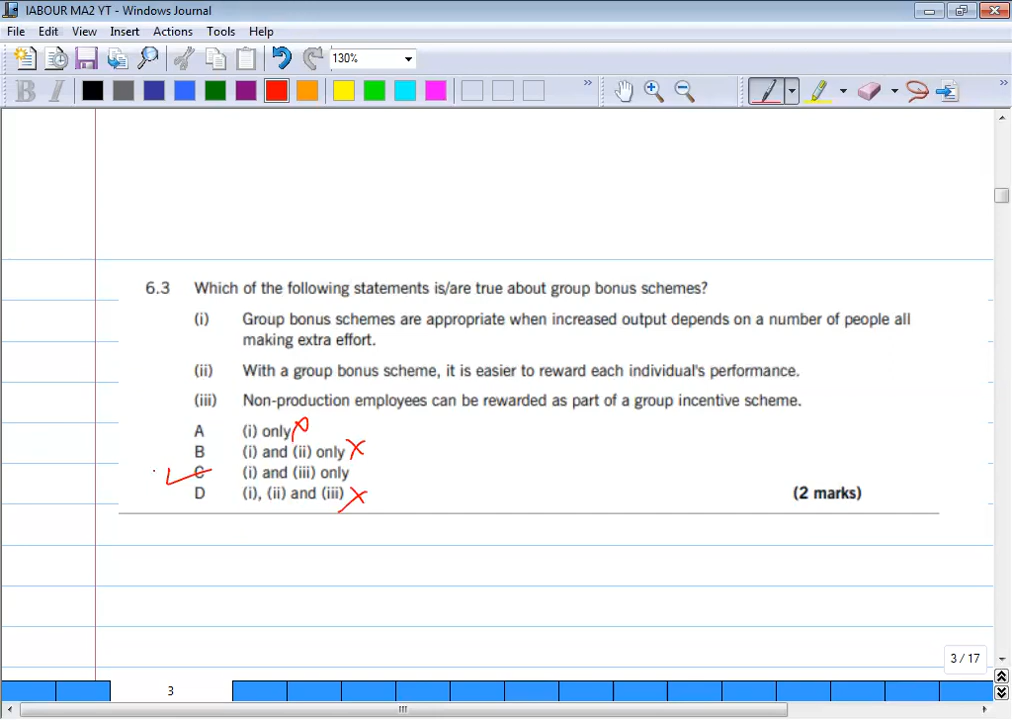 IABOUR MA2 YT - Windows Journal
File Edit View Insert Actions Tools Help
130%
B I
6.3 Which of the following statements is/are true about group bonus schemes?
(i) Group bonus schemes are appropriate when increased output depends on a number of people all
making extra effort.
(ii) With a group bonus scheme, it is easier to reward each individual's performance.
(iii) Non-production employees can be rewarded as part of a group incentive scheme.
A (i) only
B (i) and (ii) only
C (i) and (iii) only
D (i), (ii) and (iii) (2 marks)
3 / 17
3